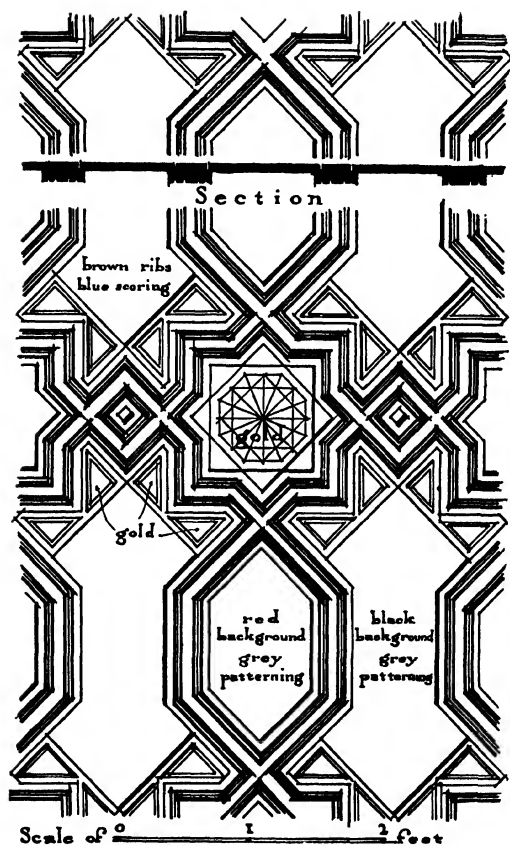 Section
brown ribs
blue scoring
gold
gold
red
background
grey
patterning
black
background
grey
patterning
Scale of 0 1 2 feet